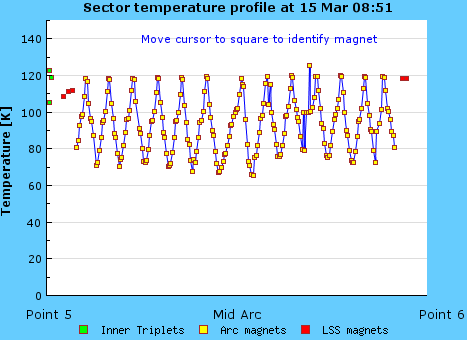 Sector temperature profile at 15 Mar 08:51
Move cursor to square to identify magnet
Temperature [K]
140
120
100
80
60
40
20
0
Point 5 Mid Arc Point 6
Inner Triplets Arc magnets LSS magnets